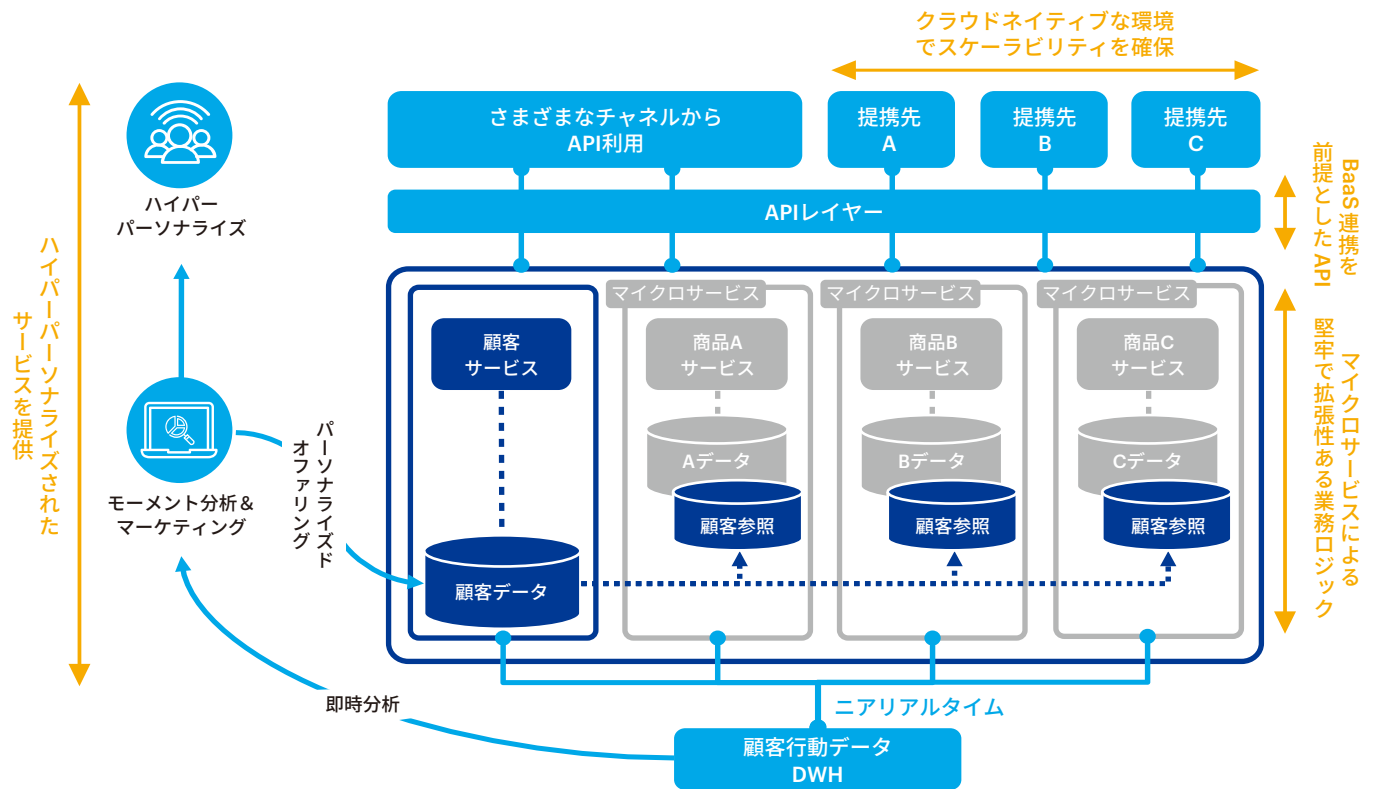 クラウドネイティブな環境
でスケーラビリティを確保
さまざまなチャネルから
API利用
提携先
A
提携先
B
提携先
C
APIレイヤー
BaaS連携を
前提としたAPI
ハイパー
パーソナライズ
ハイパーパーソナライズされた
サービスを提供
モーメント分析&
マーケティング
パーソナライズド
オファリング
即時分析
顧客
サービス
顧客データ
マイクロサービス
商品A
サービス
Aデータ
顧客参照
マイクロサービス
商品B
サービス
Bデータ
顧客参照
マイクロサービス
商品C
サービス
Cデータ
顧客参照
マイクロサービスによる
堅牢で拡張性ある業務ロジック
ニアリアルタイム
顧客行動データ
DWH